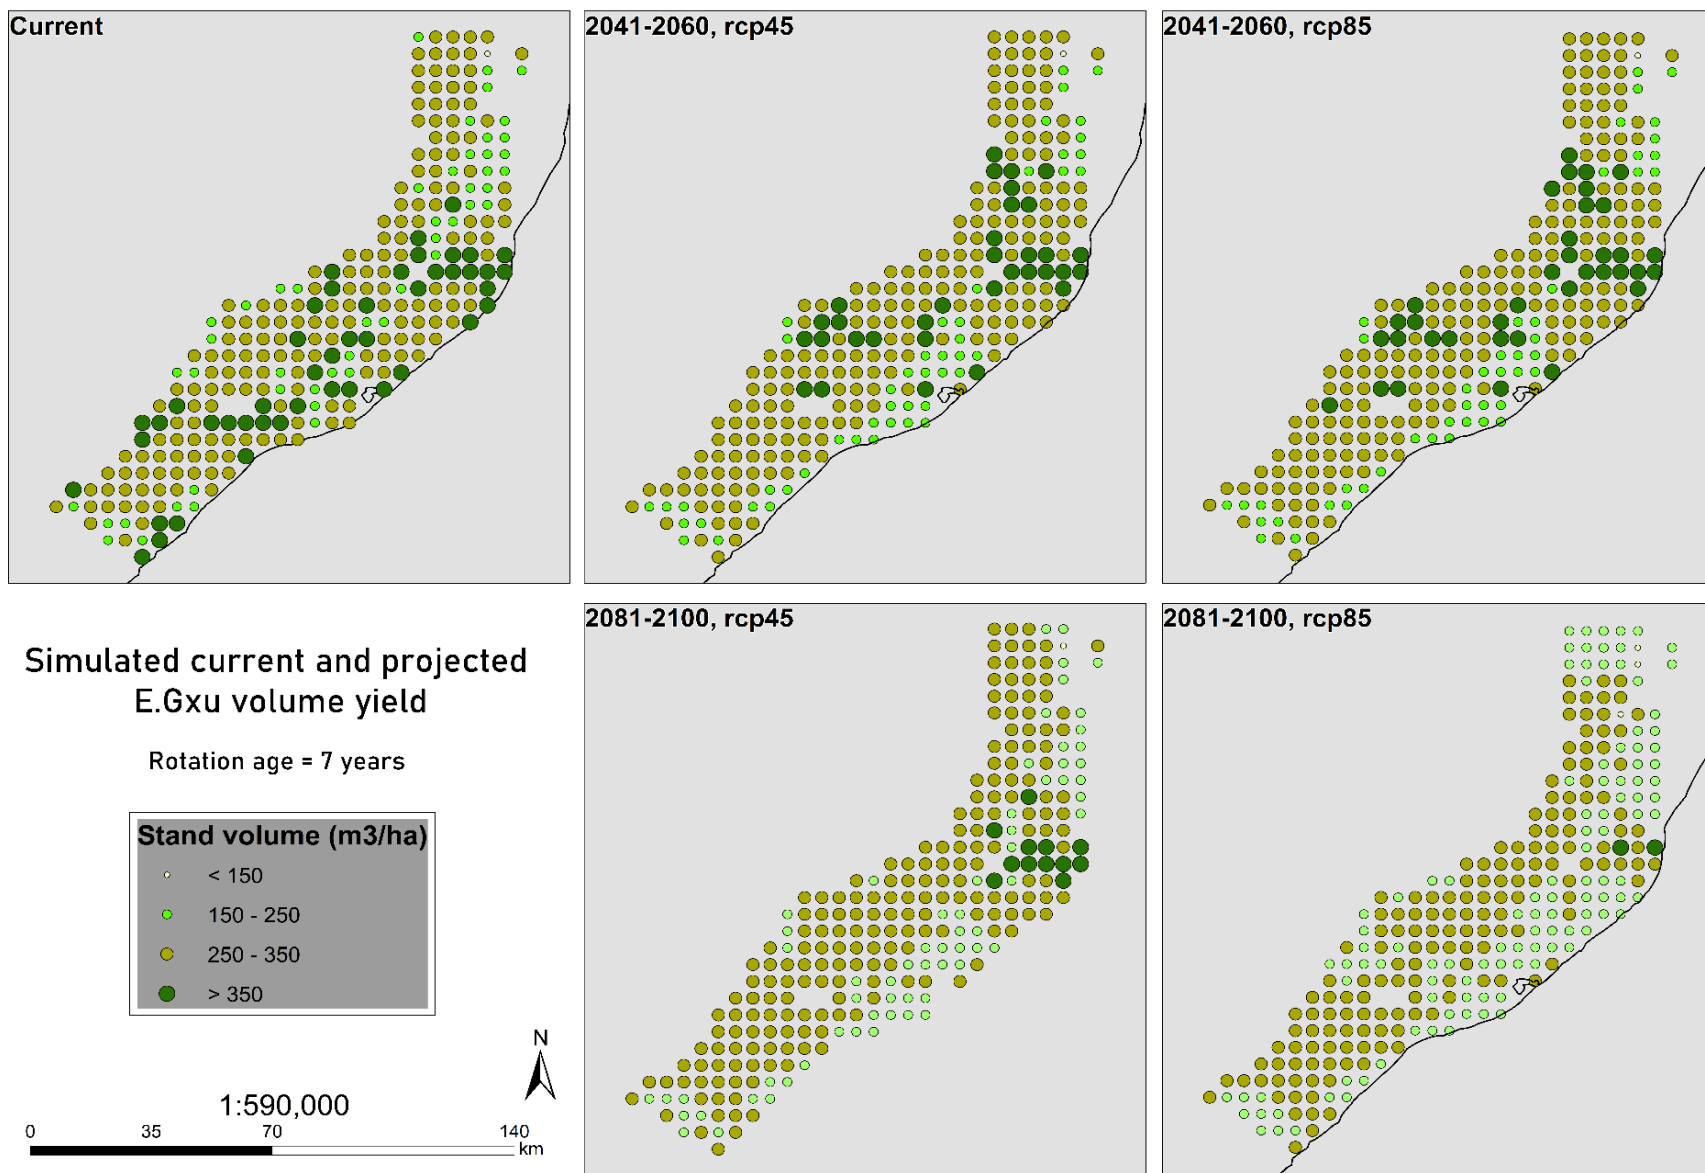 Current
2041-2060, rcp45
2041-2060, rcp85
2081-2100, rcp45
2081-2100, rcp85
Simulated current and projected
E.Gxu volume yield
Rotation age = 7 years
Stand volume (m3/ha)
< 150
150 - 250
250 - 350
> 350
N
1:590,000
0 35 70 140
km